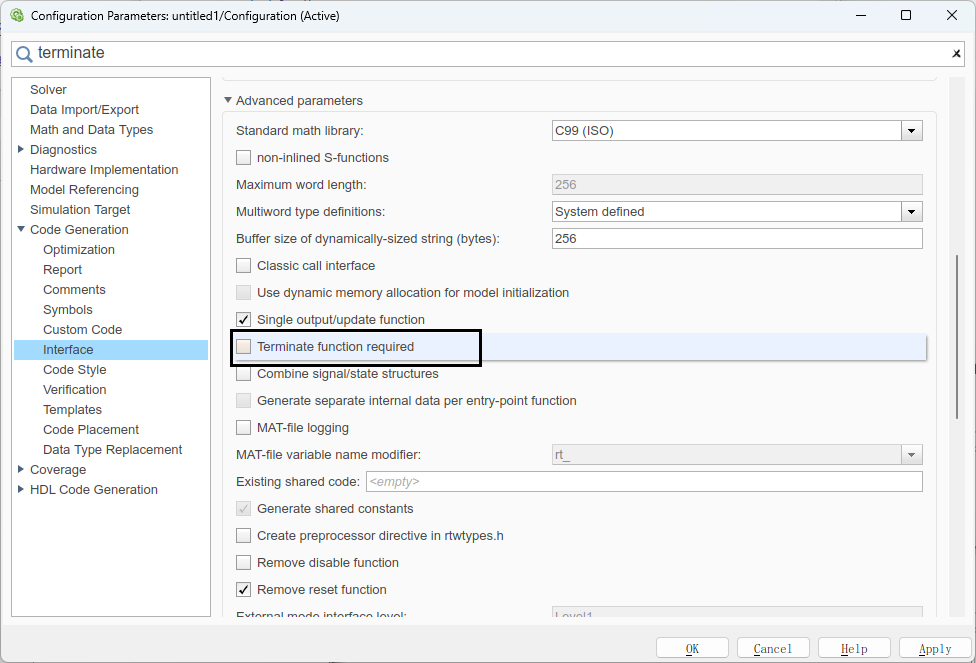 Configuration Parameters: untitled1/Configuration (Active)
terminate
Solver
Data Import/Export
Math and Data Types
Diagnostics
Hardware Implementation
Model Referencing
Simulation Target
Code Generation
Optimization
Report
Comments
Symbols
Custom Code
Interface
Code Style
Verification
Templates
Code Placement
Data Type Replacement
Coverage
HDL Code Generation
Advanced parameters
Standard math library: C99 (ISO)
non-inlined S-functions
Maximum word length: 256
Multiword type definitions: System defined
Buffer size of dynamically-sized string (bytes): 256
Classic call interface
Use dynamic memory allocation for model initialization
Single output/update function
Terminate function required
Combine signal/state structures
Generate separate internal data per entry-point function
MAT-file logging
MAT-file variable name modifier: rt_
Existing shared code: <empty>
Generate shared constants
Create preprocessor directive in rtwtypes.h
Remove disable function
Remove reset function
External mode interface level: Level1
OK Cancel Help Apply